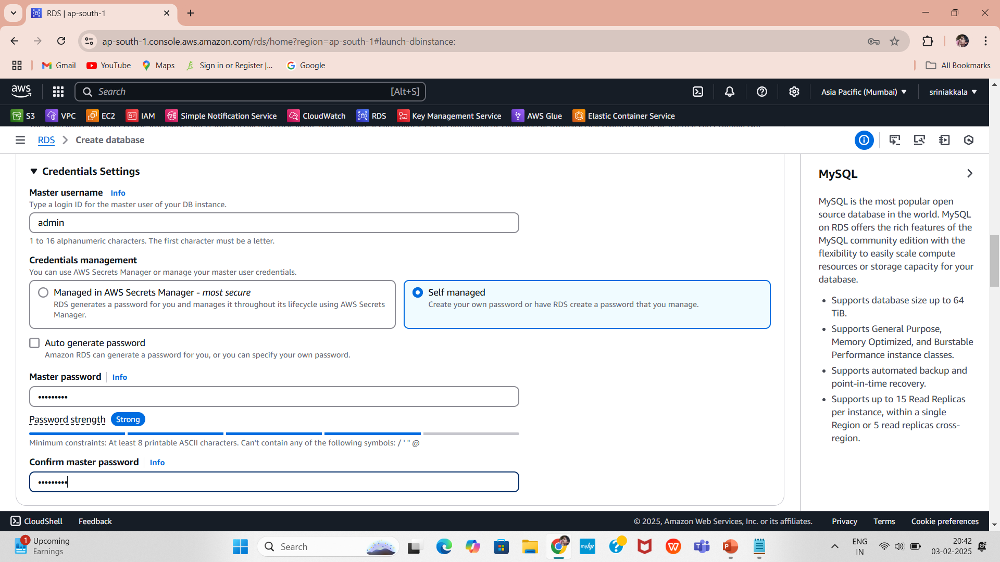 RDS | ap-south-1
ap-south-1.console.aws.amazon.com/rds/home?region=ap-south-1#launch-dbinstance:
Gmail YouTube Maps Sign in or Register |... Google All Bookmarks
aws Search [Alt+S] Asia Pacific (Mumbai) sriniakkala
S3 VPC EC2 IAM Simple Notification Service CloudWatch RDS Key Management Service AWS Glue Elastic Container Service
RDS Create database
Credentials Settings
Master username Info
Type a login ID for the master user of your DB instance.
admin
1 to 16 alphanumeric characters. The first character must be a letter.
Credentials management
You can use AWS Secrets Manager or manage your master user credentials.
Managed in AWS Secrets Manager - most secure
RDS generates a password for you and manages it throughout its lifecycle using AWS Secrets
Manager.
Self managed
Create your own password or have RDS create a password that you manage.
Auto generate password
Amazon RDS can generate a password for you, or you can specify your own password.
Master password Info
•••••••••
Password strength Strong
Minimum constraints: At least 8 printable ASCII characters. Can't contain any of the following symbols: / ' " @
Confirm master password Info
•••••••••
MySQL
MySQL is the most popular open
source database in the world. MySQL
on RDS offers the rich features of the
MySQL community edition with the
flexibility to easily scale compute
resources or storage capacity for your
database.
• Supports database size up to 64
TiB.
• Supports General Purpose,
Memory Optimized, and Burstable
Performance instance classes.
• Supports automated backup and
point-in-time recovery.
• Supports up to 15 Read Replicas
per instance, within a single
Region or 5 read replicas cross-
region.
CloudShell Feedback © 2025, Amazon Web Services, Inc. or its affiliates. Privacy Terms Cookie preferences
1 Upcoming
Earnings
Search
myhp
ENG
IN
20:42
03-02-2025